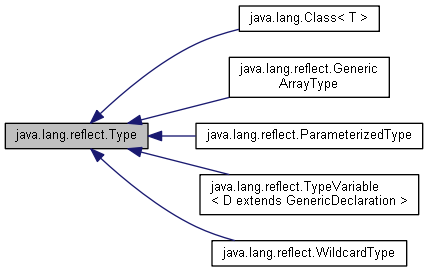 java.lang.Class< T >
java.lang.reflect.Generic
ArrayType
java.lang.reflect.Type
java.lang.reflect.ParameterizedType
java.lang.reflect.TypeVariable
< D extends GenericDeclaration >
java.lang.reflect.WildcardType